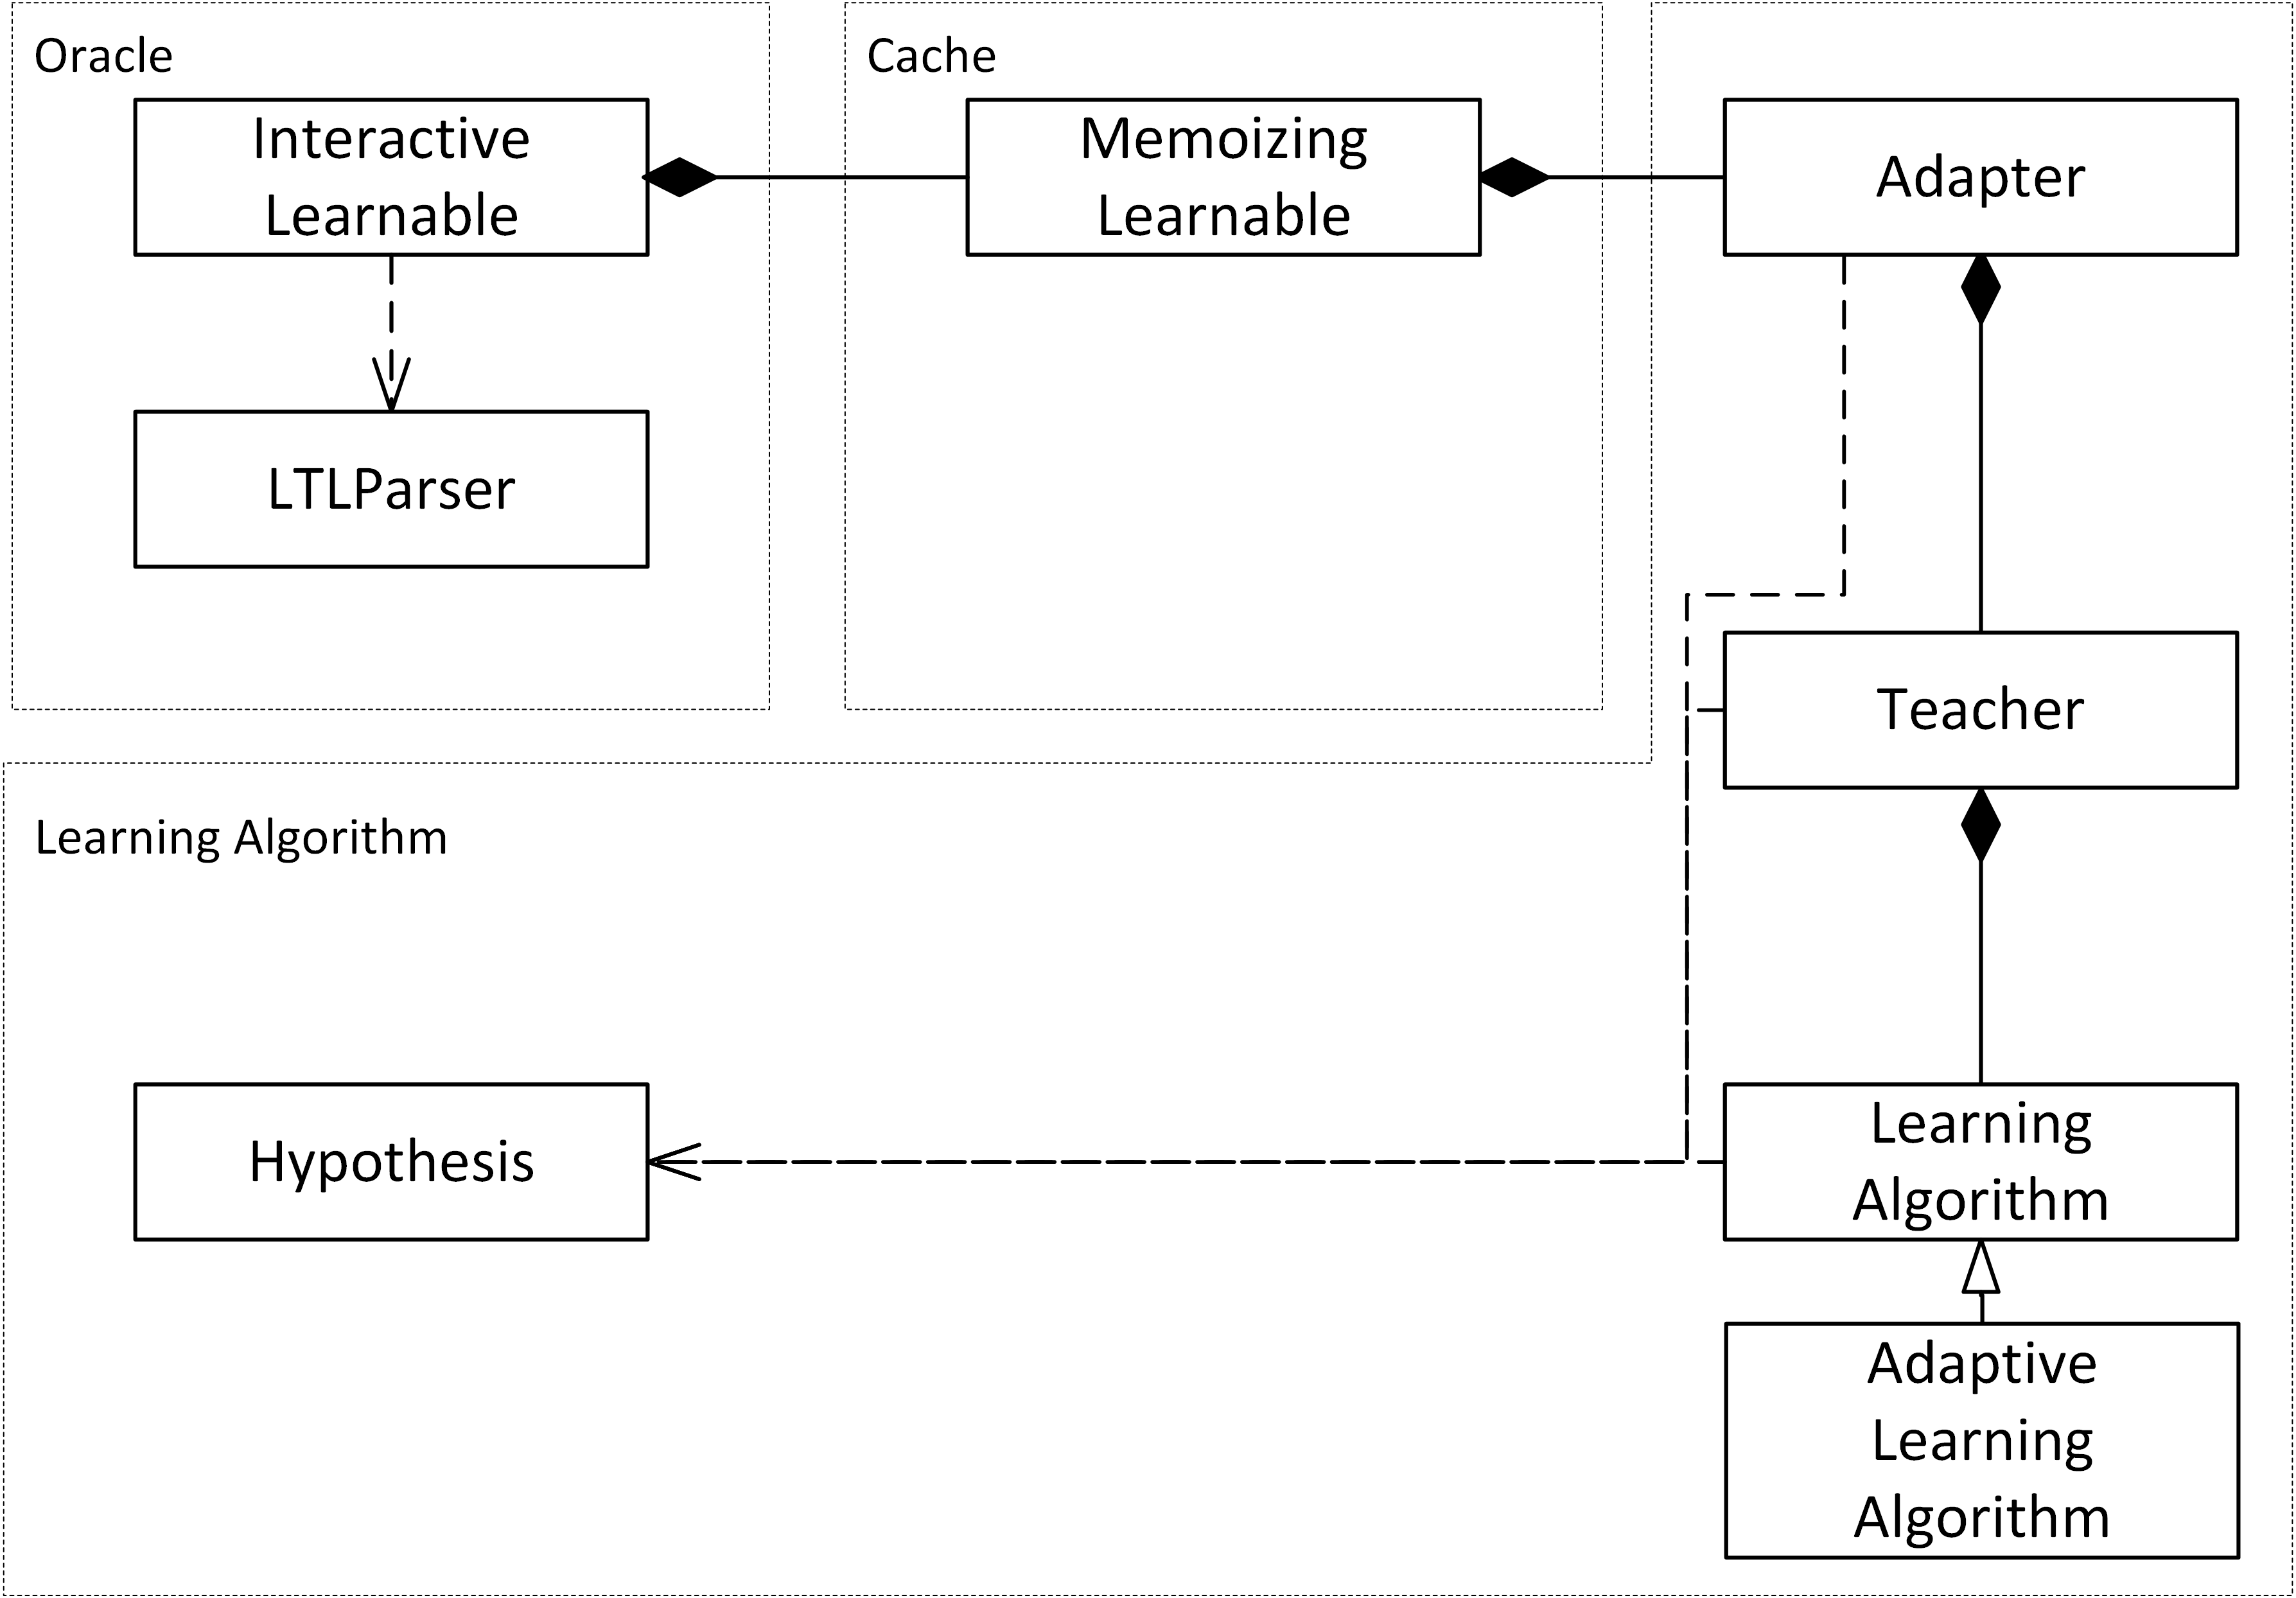 Oracle
Interactive
Learnable
LTLParser
Cache
Memoizing
Learnable
Adapter
Teacher
Learning Algorithm
Hypothesis
Learning
Algorithm
Adaptive
Learning
Algorithm